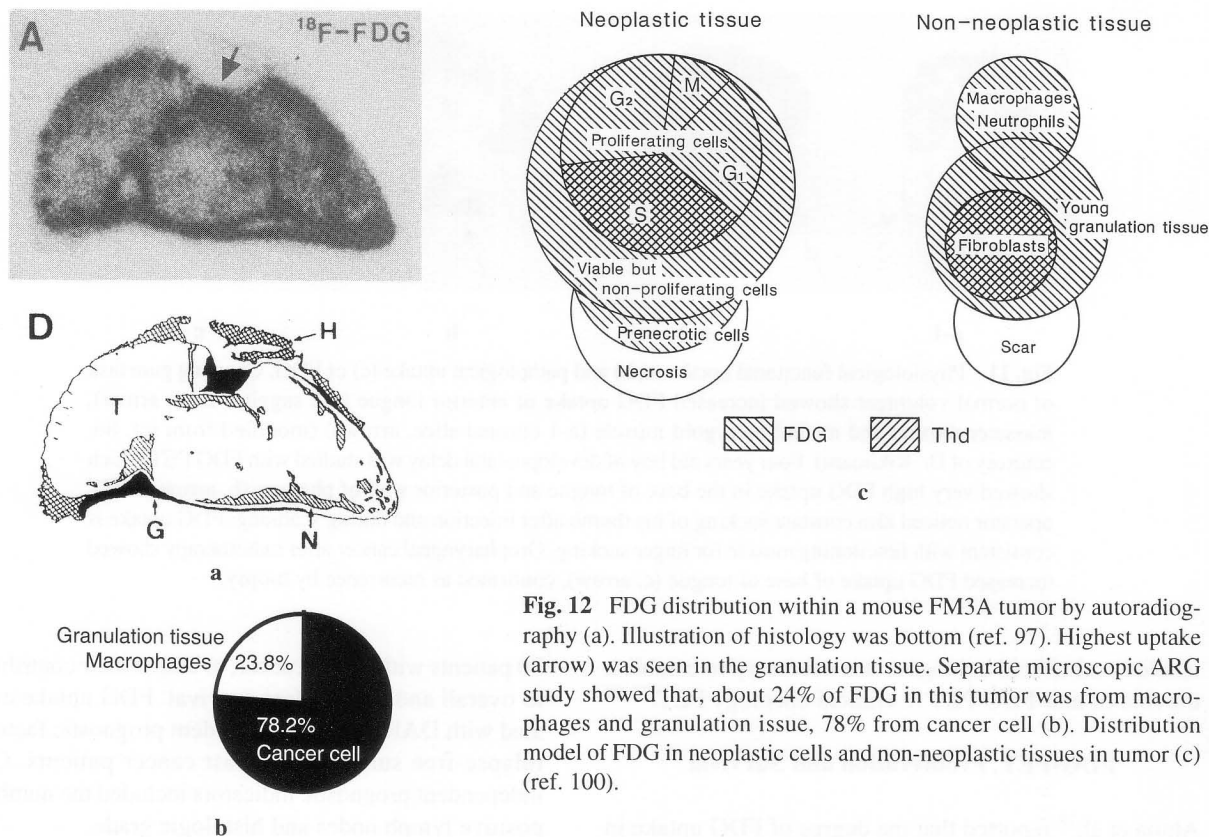 A
18F-FDG
D
H
T
G
N
a
Granulation tissue
Macrophages
23.8%
78.2%
Cancer cell
b
Neoplastic tissue
G2
M
Proliferating cells
G1
S
Viable but
non-proliferating cells
Prenecrotic cells
Necrosis
Non-neoplastic tissue
Macrophages
Neutrophils
Young
granulation tissue
Fibroblasts
Scar
FDG
Thd
c
Fig. 12 FDG distribution within a mouse FM3A tumor by autoradiog-
raphy (a). Illustration of histology was bottom (ref. 97). Highest uptake
(arrow) was seen in the granulation tissue. Separate microscopic ARG
study showed that, about 24% of FDG in this tumor was from macro-
phages and granulation issue, 78% from cancer cell (b). Distribution
model of FDG in neoplastic cells and non-neoplastic tissues in tumor (c)
(ref. 100).